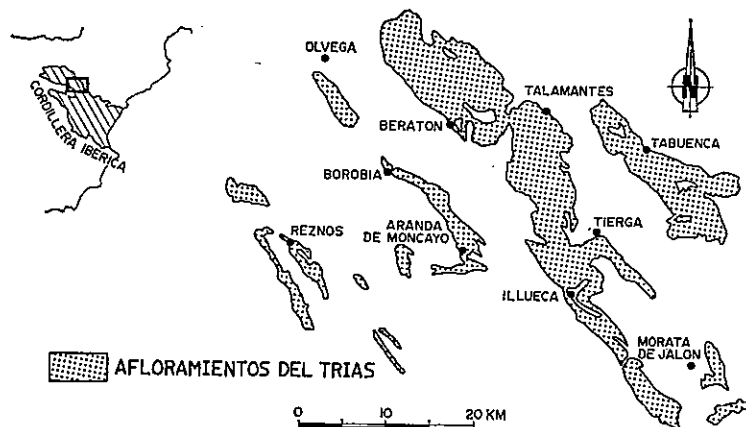 CORDILLERA IBERICA
OLVEGA
N
TALAMANTES
BERATON
TABUENCA
BOROBIA
REZNOS
ARANDA
DE MONCAYO
TIERGA
ILLUECA
MORATA
DE JALON
AFLORAMIENTOS DEL TRIAS
0 10 20 KM